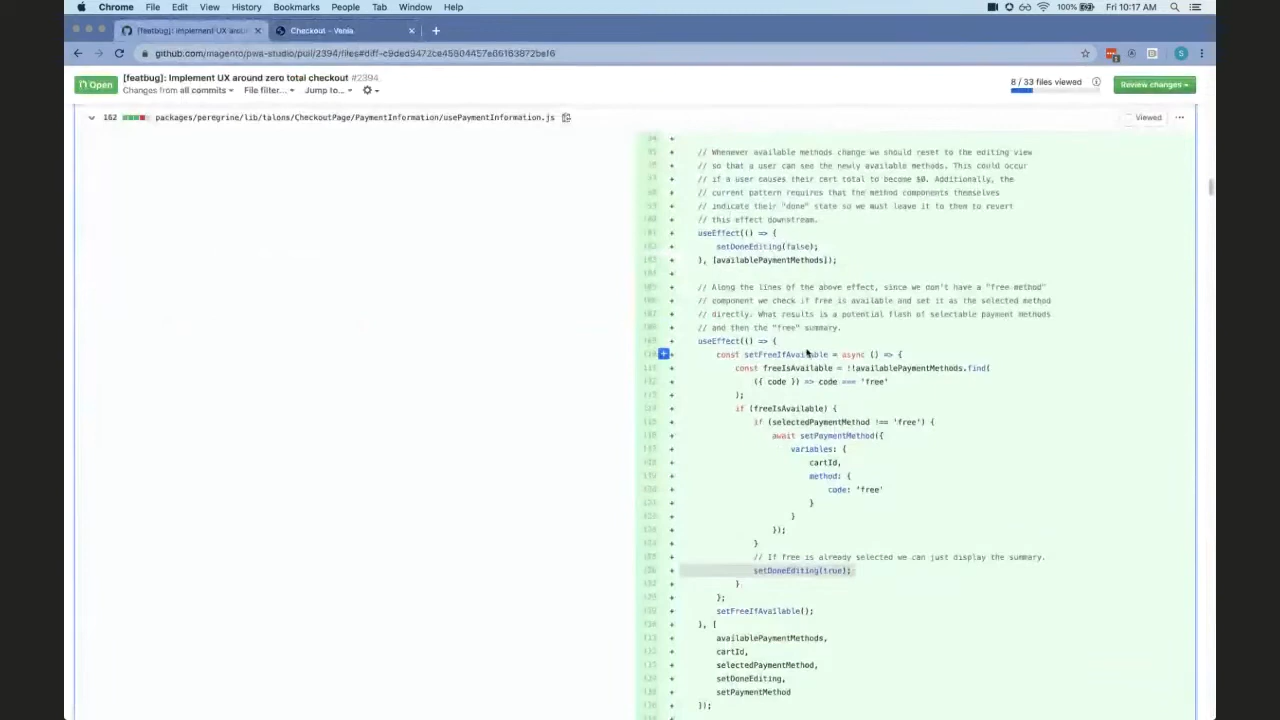 Chrome File Edit View History Bookmarks People Tab Window Help 100% Fri 10:17 AM
[featbug]: Implement UX aroun Checkout - Venia
github.com/magento/pwa-studio/pull/2394/files#diff-c9ded9472ce45804457e66163872bef6
Open [featbug]: Implement UX around zero total checkout #2394 8 / 33 files viewed Review changes
Changes from all commits File filter... Jump to...
162 packages/peregrine/lib/talons/CheckoutPage/PaymentInformation/usePaymentInformation.js Viewed
+
+ // Whenever available methods change we should reset to the editing view
+ // so that a user can see the newly available methods. This could occur
+ // if a user causes their cart total to become $0. Additionally, the
+ // current pattern requires that the method components themselves
+ // indicate their "done" state so we must leave it to them to revert
+ // this effect downstream.
+ useEffect(() => {
+ setDoneEditing(false);
+ }, [availablePaymentMethods]);
+
+ // Along the lines of the above effect, since we don't have a "free method"
+ // component we check if free is available and set it as the selected method
+ // directly. What results is a potential flash of selectable payment methods
+ // and then the "free" summary.
+ useEffect(() => {
+ const setFreeIfAvailable = async () => {
+ const freeIsAvailable = !!availablePaymentMethods.find(
+ ({ code }) => code === 'free'
+ );
+ if (freeIsAvailable) {
+ if (selectedPaymentMethod !== 'free') {
+ await setPaymentMethod({
+ variables: {
+ cartId,
+ method: {
+ code: 'free'
+ }
+ }
+ });
+ }
+ // If free is already selected we can just display the summary.
+ setDoneEditing(true);
+ }
+ };
+ setFreeIfAvailable();
+ }, [
+ availablePaymentMethods,
+ cartId,
+ selectedPaymentMethod,
+ setDoneEditing,
+ setPaymentMethod
+ ]);